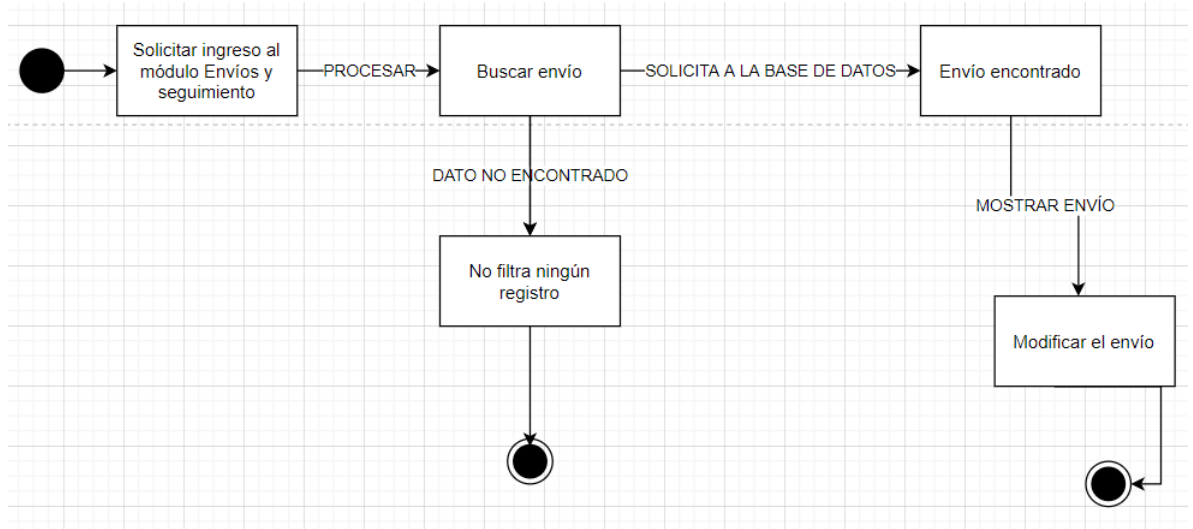 Solicitar ingreso al
módulo Envíos y
seguimiento
PROCESAR
Buscar envío
SOLICITA A LA BASE DE DATOS
Envío encontrado
DATO NO ENCONTRADO
MOSTRAR ENVÍO
No filtra ningún
registro
Modificar el envío